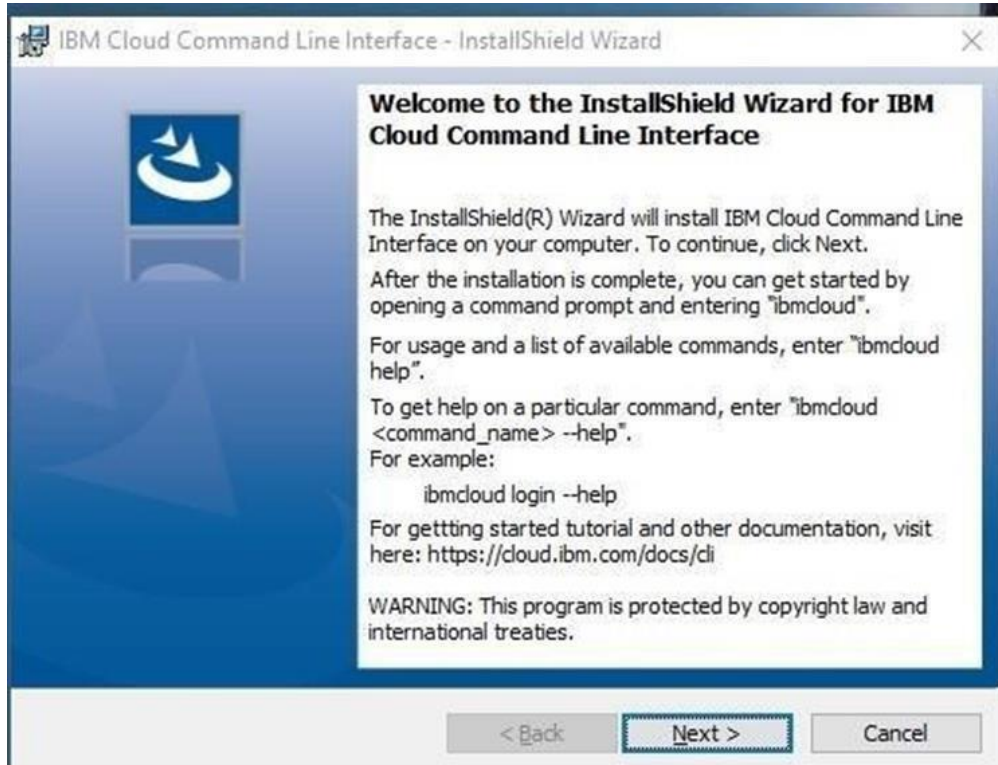 IBM Cloud Command Line Interface - InstallShield Wizard
Welcome to the InstallShield Wizard for IBM
Cloud Command Line Interface
The InstallShield(R) Wizard will install IBM Cloud Command Line
Interface on your computer. To continue, click Next.
After the installation is complete, you can get started by
opening a command prompt and entering "ibmcloud".
For usage and a list of available commands, enter "ibmcloud
help".
To get help on a particular command, enter "ibmcloud
<command_name> --help".
For example:
ibmcloud login --help
For gettting started tutorial and other documentation, visit
here: https://cloud.ibm.com/docs/cli
WARNING: This program is protected by copyright law and
international treaties.
< Back
Next >
Cancel